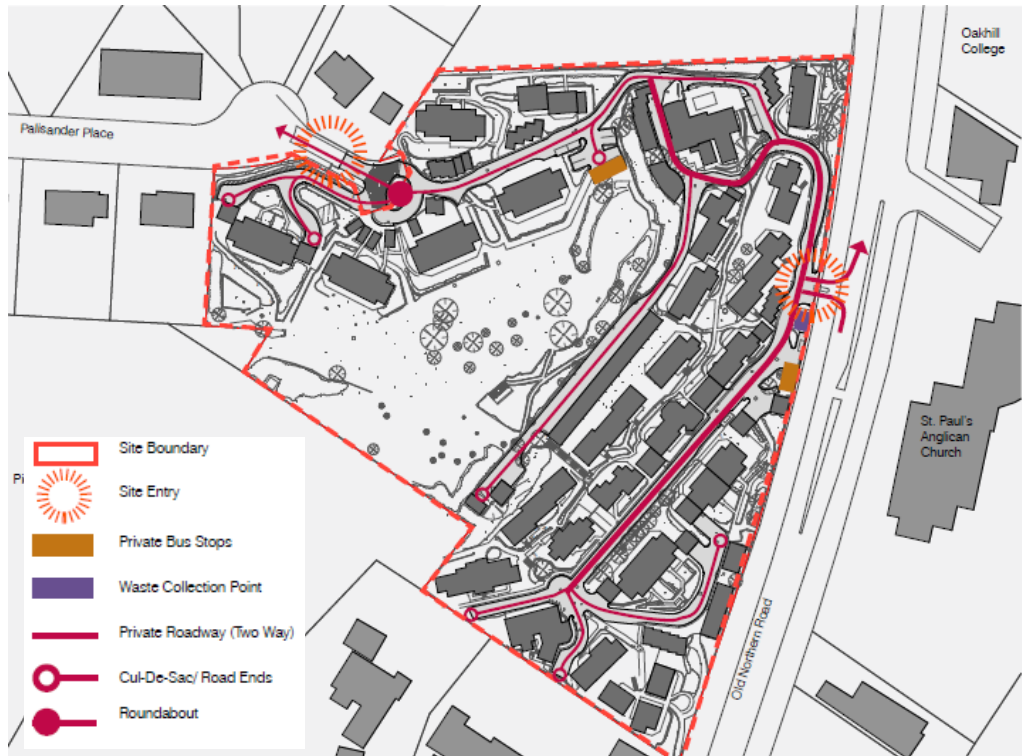 Oakhill
College
Palisander Place
St. Paul's
Anglican
Church
Old Northern Road
Site Boundary
Site Entry
Private Bus Stops
Waste Collection Point
Private Roadway (Two Way)
Cul-De-Sac/ Road Ends
Roundabout